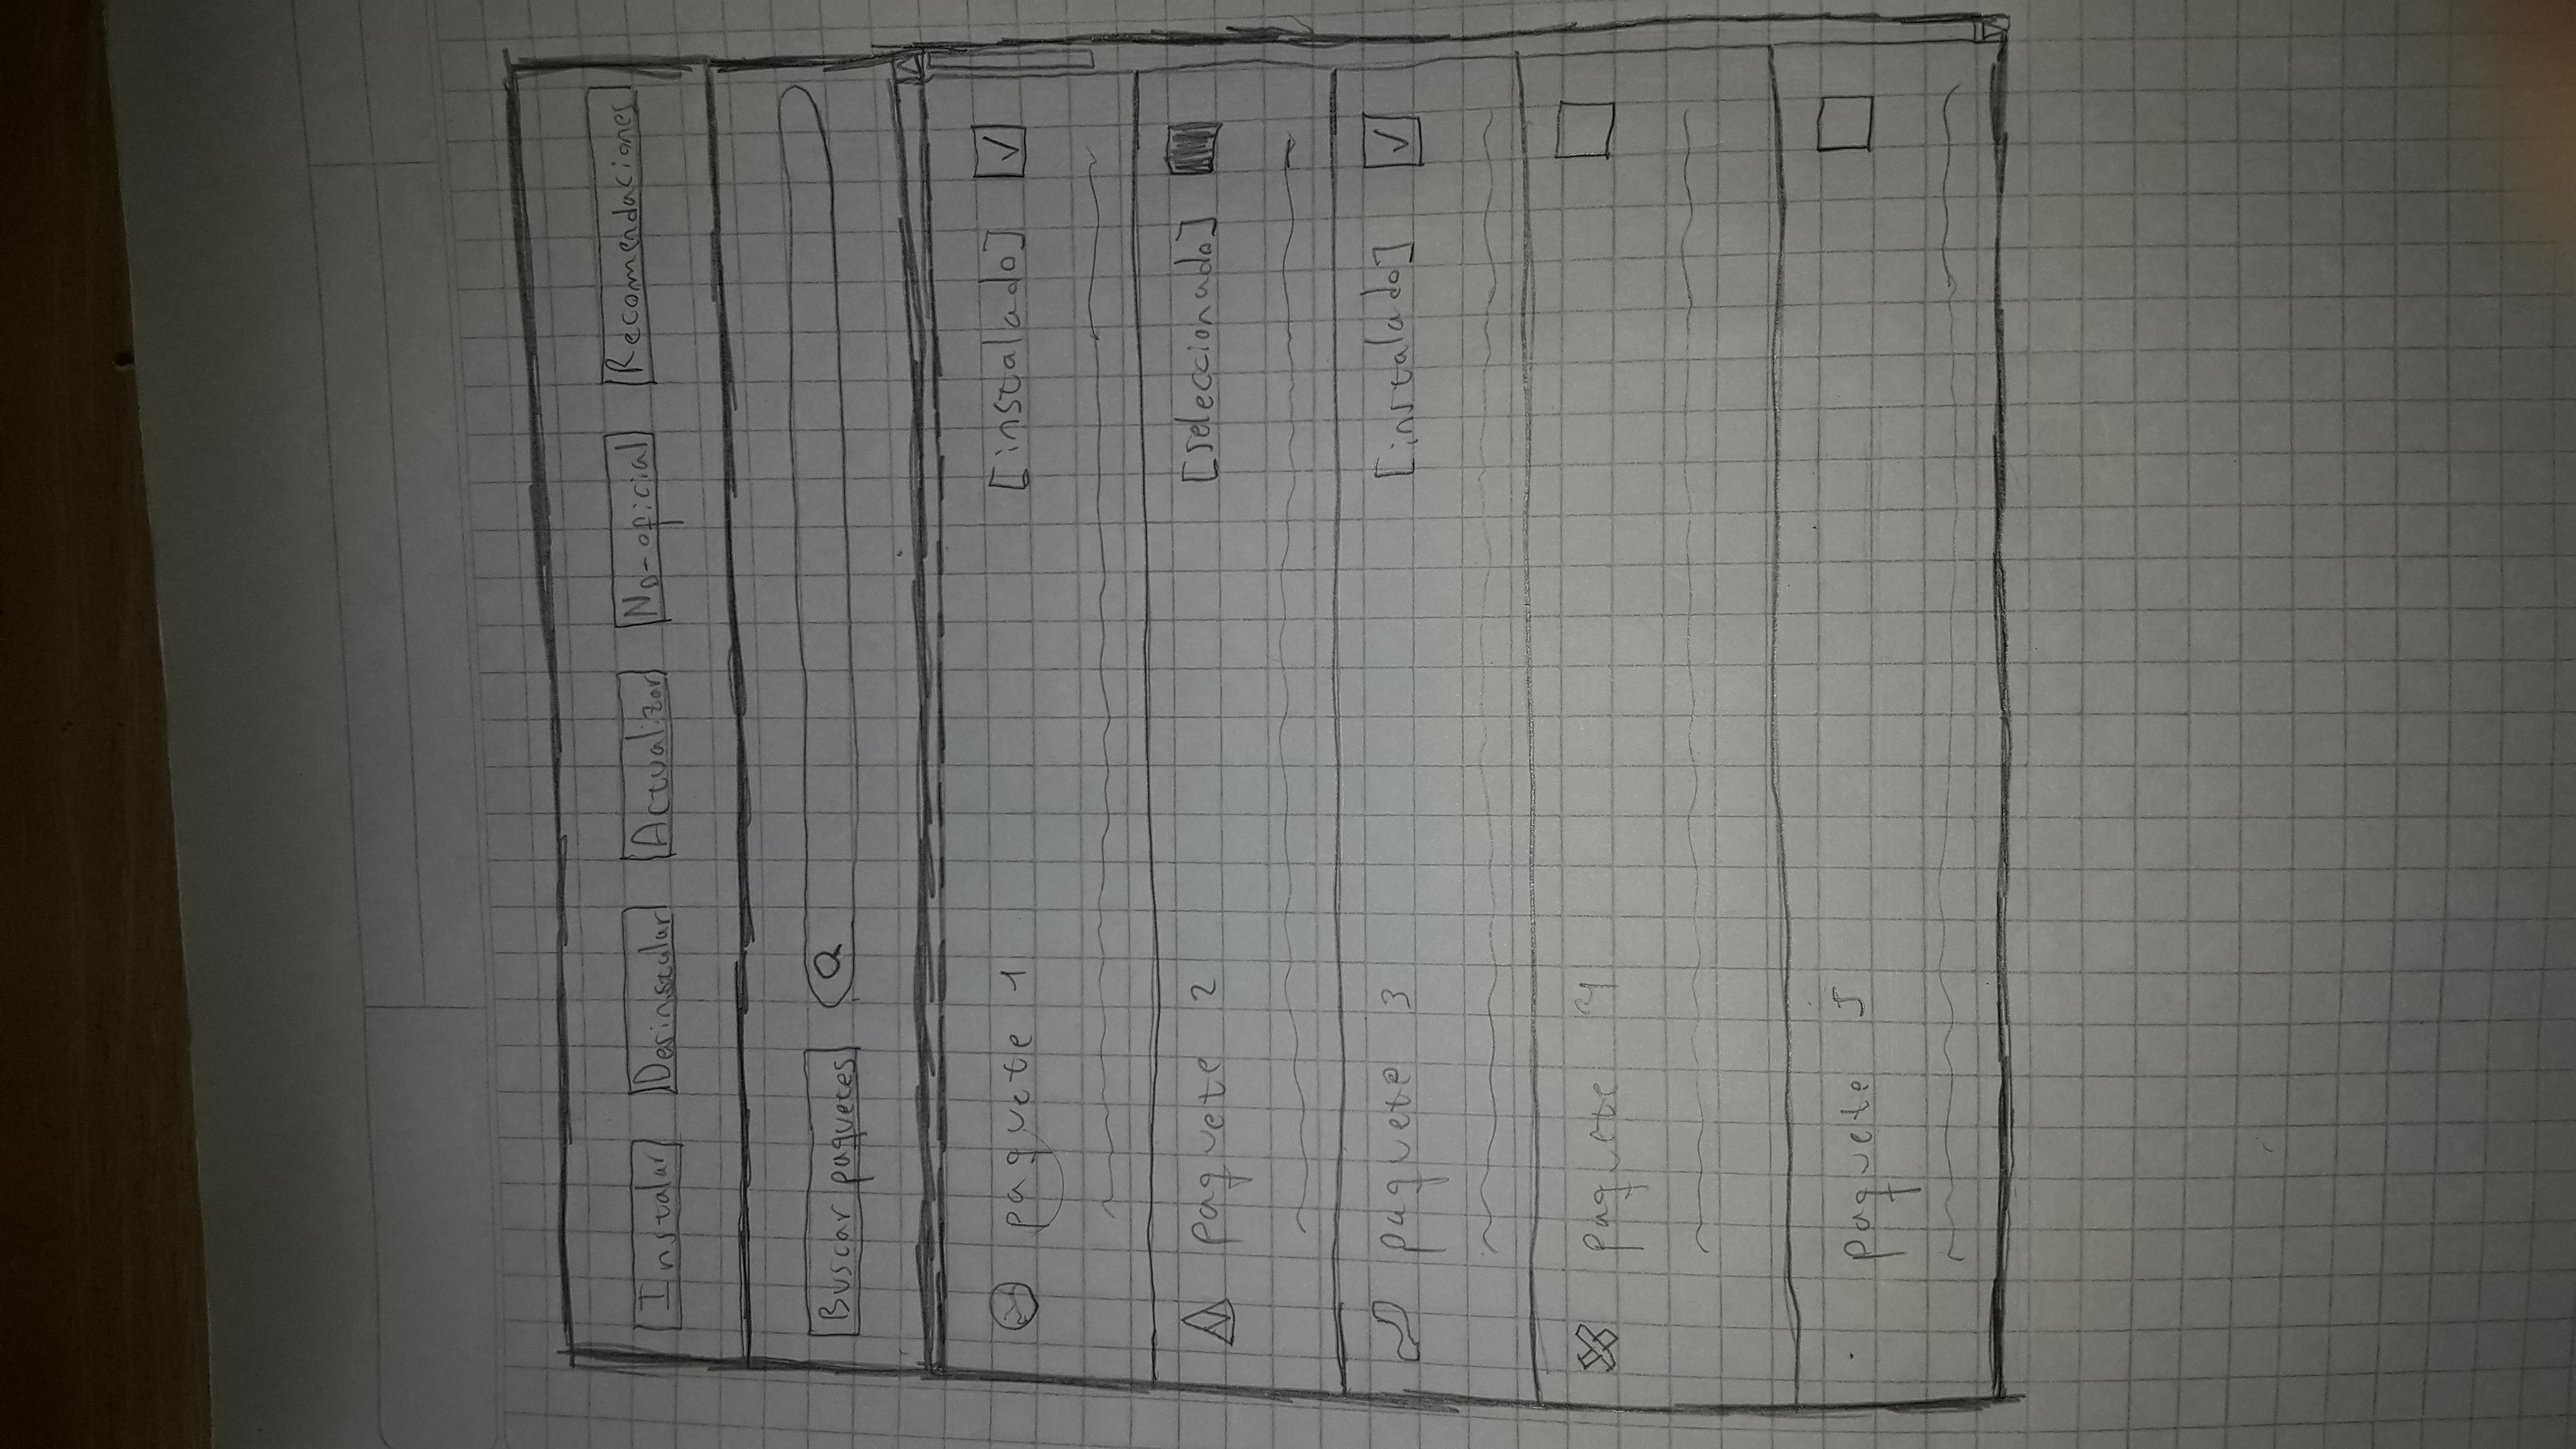 Instalar Desinstalar Actualizar No-oficial Recomendaciones
Buscar paquetes
paquete 1 [instalado]
paquete 2 [seleccionado]
paquete 3 [instalado]
paquete 4
paquete 5